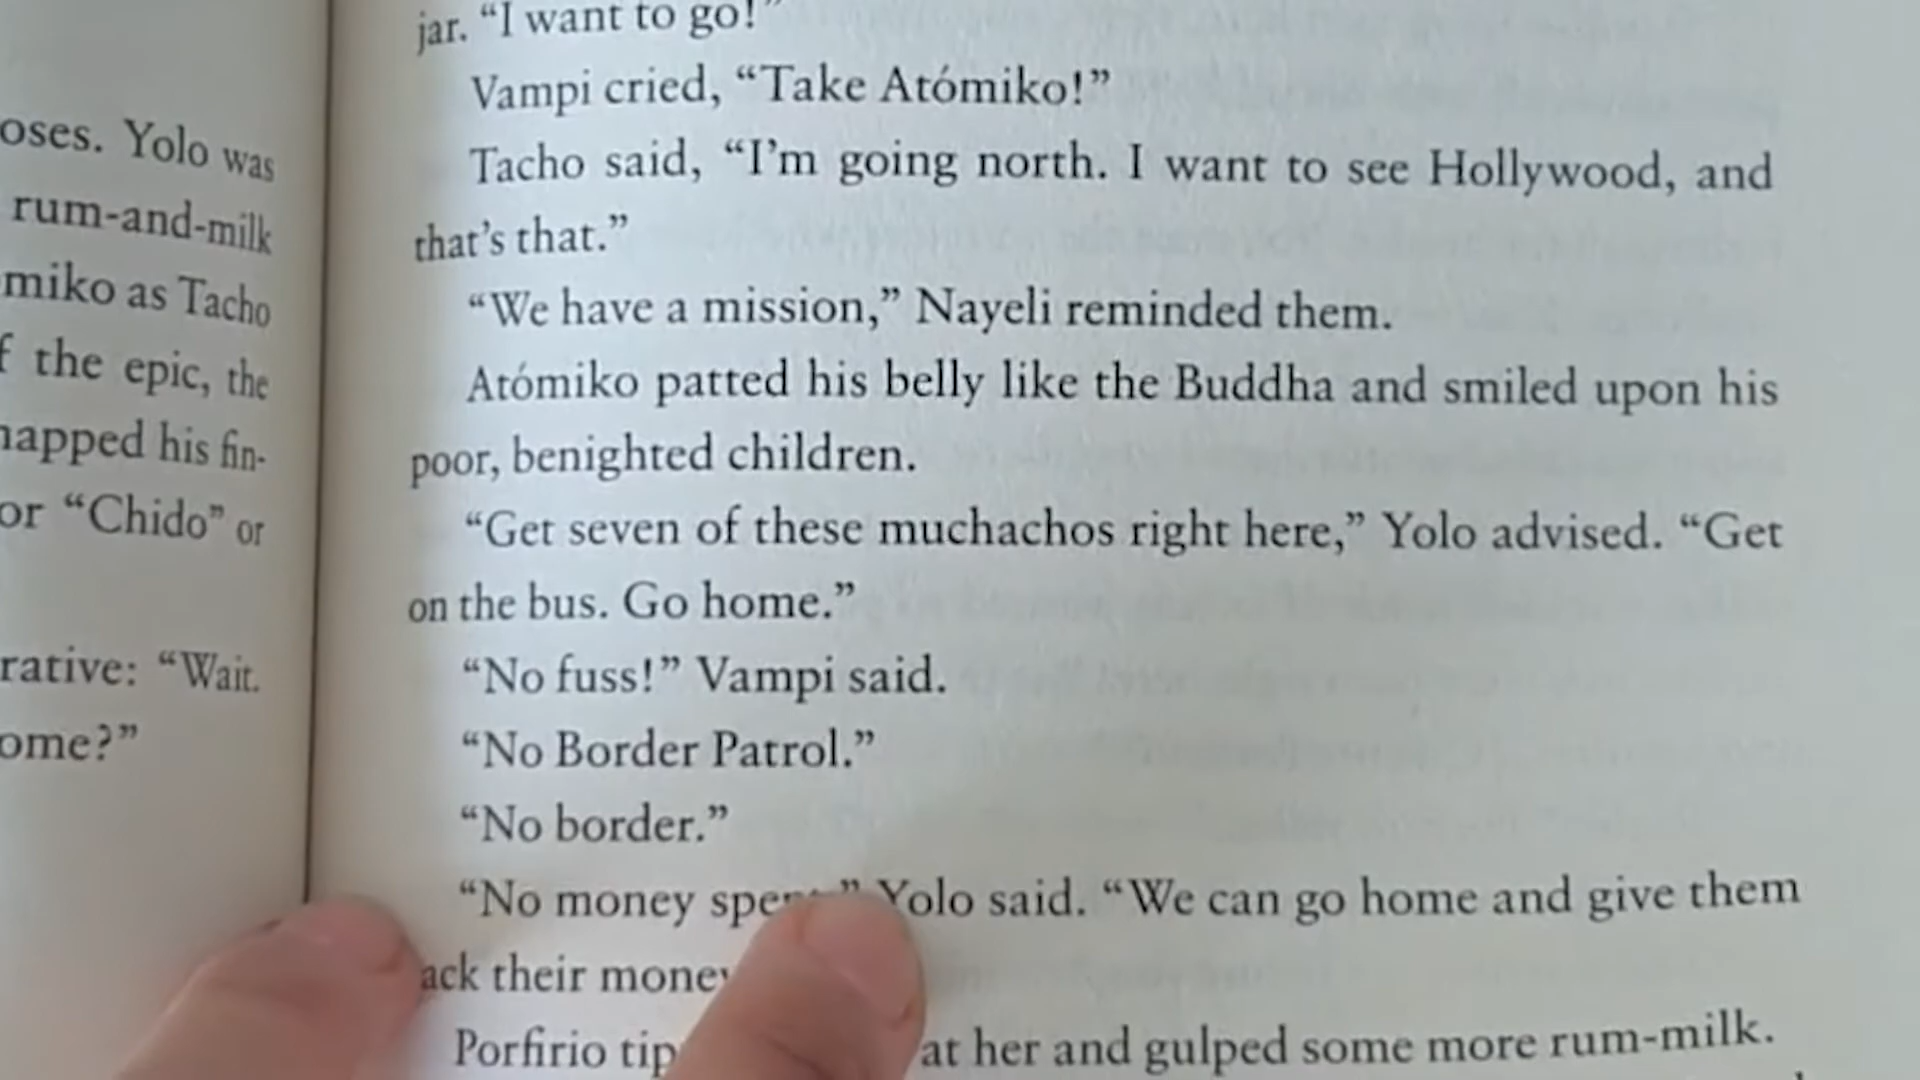 oses. Yolo was
rum-and-milk
miko as Tacho
f the epic, the
napped his fin-
or “Chido” or
rative: “Wait.
ome?”
jar. “I want to go!”
Vampi cried, “Take Atómiko!”
Tacho said, “I’m going north. I want to see Hollywood, and
that’s that.”
“We have a mission,” Nayeli reminded them.
Atómiko patted his belly like the Buddha and smiled upon his
poor, benighted children.
“Get seven of these muchachos right here,” Yolo advised. “Get
on the bus. Go home.”
“No fuss!” Vampi said.
“No Border Patrol.”
“No border.”
“No money spent,” Yolo said. “We can go home and give them
ack their money
Porfirio tip at her and gulped some more rum-milk.